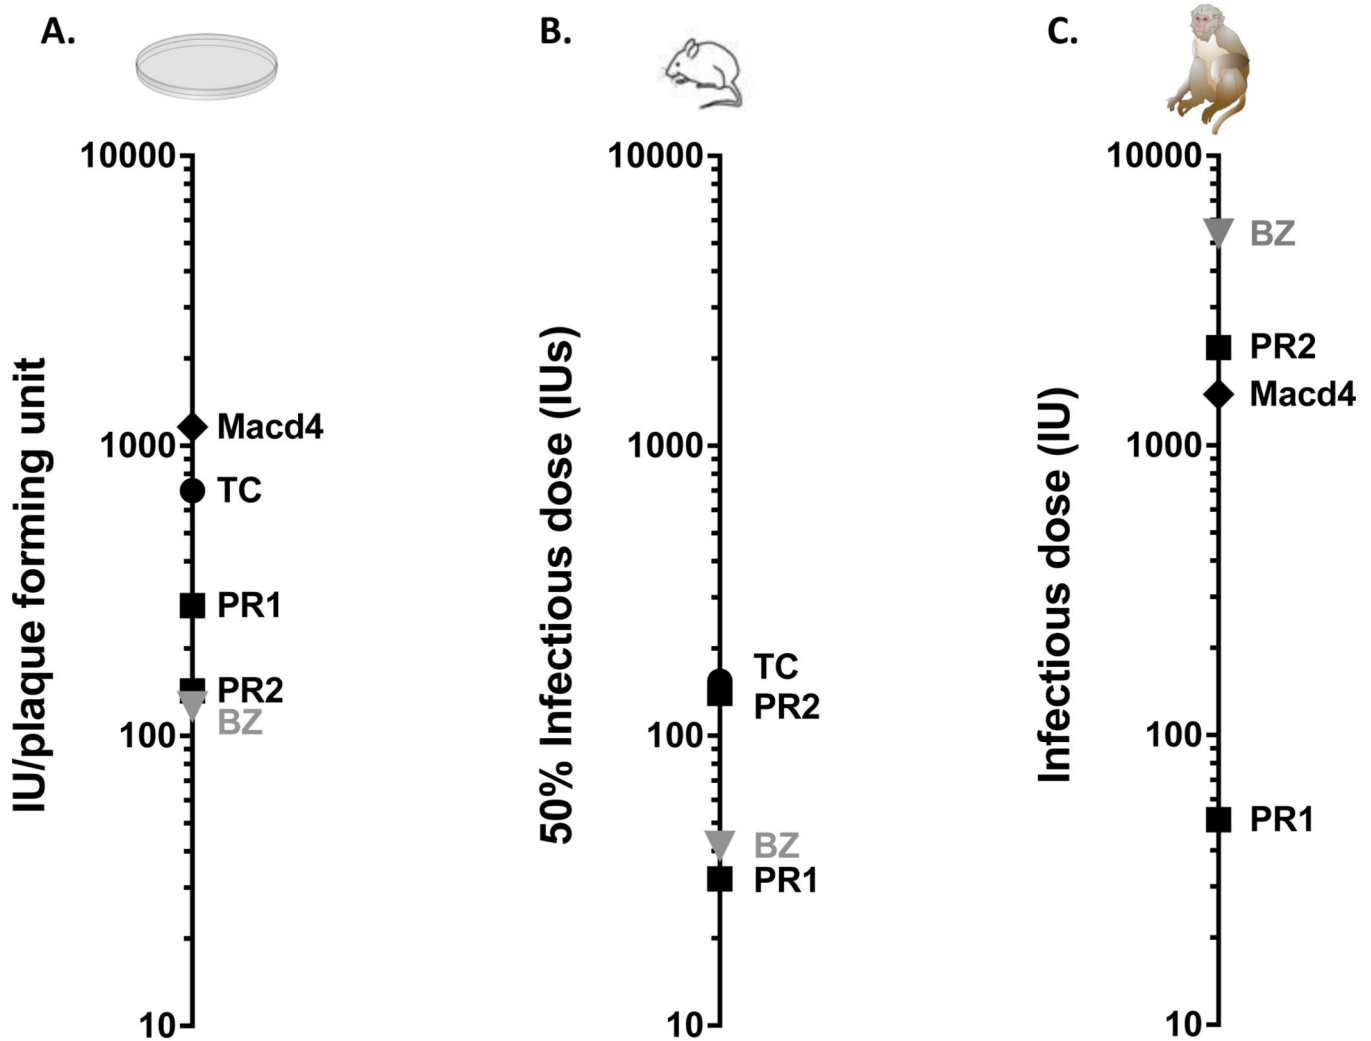 A.
IU/plaque forming unit
10000
1000
100
10
Macd4
TC
PR1
PR2
BZ
B.
50% Infectious dose (IUs)
10000
1000
100
10
TC
PR2
BZ
PR1
C.
Infectious dose (IU)
10000
1000
100
10
BZ
PR2
Macd4
PR1